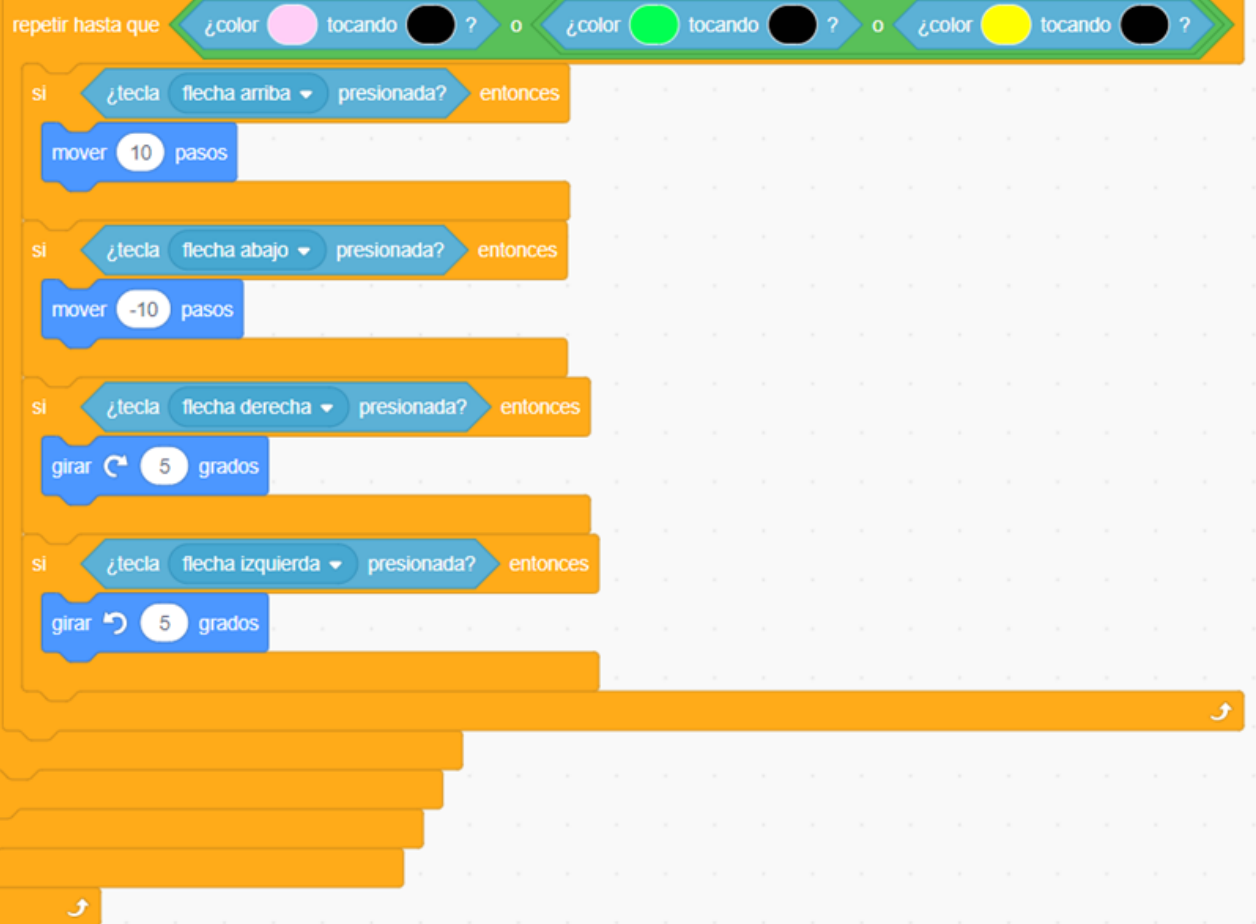 repetir hasta que ¿color tocando ? o ¿color tocando ? o ¿color tocando ?
si ¿tecla flecha arriba presionada? entonces
mover 10 pasos
si ¿tecla flecha abajo presionada? entonces
mover -10 pasos
si ¿tecla flecha derecha presionada? entonces
girar 5 grados
si ¿tecla flecha izquierda presionada? entonces
girar 5 grados